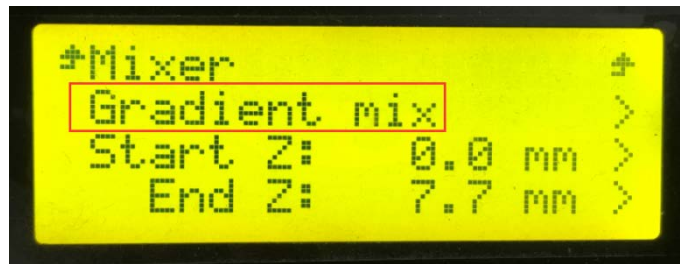 Mixer
Gradient mix >
Start Z: 0.0 mm >
End Z: 7.7 mm >